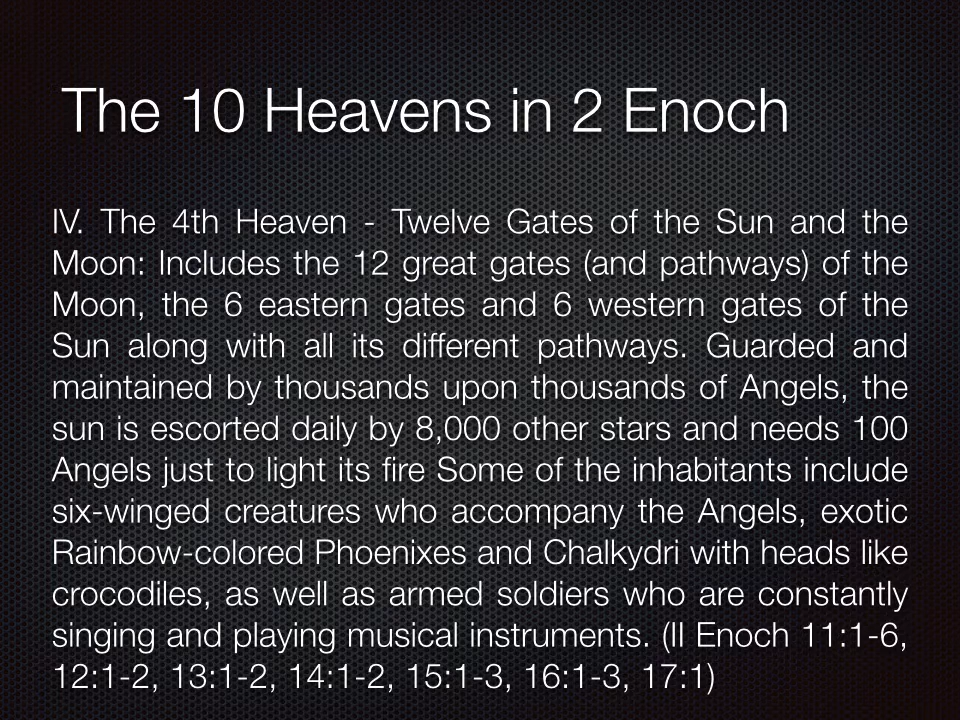 The 10 Heavens in 2 Enoch
IV. The 4th Heaven - Twelve Gates of the Sun and the
Moon: Includes the 12 great gates (and pathways) of the
Moon, the 6 eastern gates and 6 western gates of the
Sun along with all its different pathways. Guarded and
maintained by thousands upon thousands of Angels, the
sun is escorted daily by 8,000 other stars and needs 100
Angels just to light its fire Some of the inhabitants include
six-winged creatures who accompany the Angels, exotic
Rainbow-colored Phoenixes and Chalkydri with heads like
crocodiles, as well as armed soldiers who are constantly
singing and playing musical instruments. (II Enoch 11:1-6,
12:1-2, 13:1-2, 14:1-2, 15:1-3, 16:1-3, 17:1)